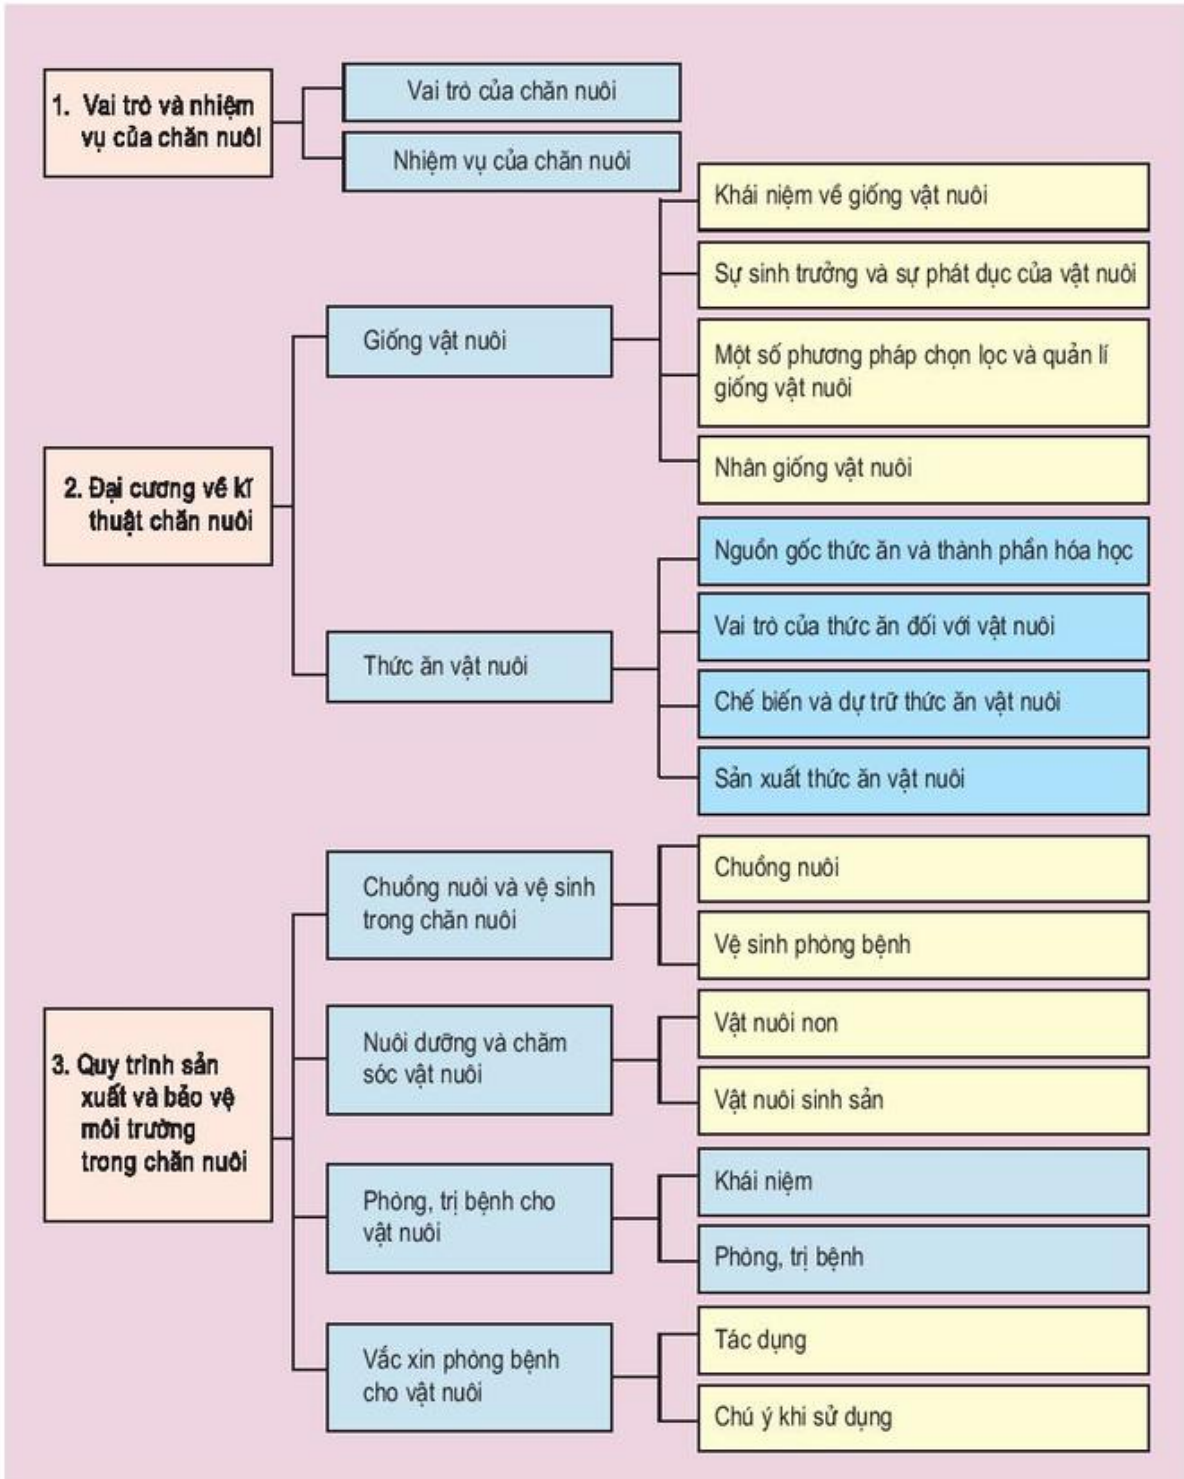 1. Vai trò và nhiệm
vụ của chăn nuôi
Vai trò của chăn nuôi
Nhiệm vụ của chăn nuôi
2. Đại cương về kĩ
thuật chăn nuôi
Giống vật nuôi
Khái niệm về giống vật nuôi
Sự sinh trưởng và sự phát dục của vật nuôi
Một số phương pháp chọn lọc và quản lí
giống vật nuôi
Nhân giống vật nuôi
Thức ăn vật nuôi
Nguồn gốc thức ăn và thành phần hóa học
Vai trò của thức ăn đối với vật nuôi
Chế biến và dự trữ thức ăn vật nuôi
Sản xuất thức ăn vật nuôi
3. Quy trình sản
xuất và bảo vệ
môi trường
trong chăn nuôi
Chuồng nuôi và vệ sinh
trong chăn nuôi
Chuồng nuôi
Vệ sinh phòng bệnh
Nuôi dưỡng và chăm
sóc vật nuôi
Vật nuôi non
Vật nuôi sinh sản
Phòng, trị bệnh cho
vật nuôi
Khái niệm
Phòng, trị bệnh
Vắc xin phòng bệnh
cho vật nuôi
Tác dụng
Chú ý khi sử dụng